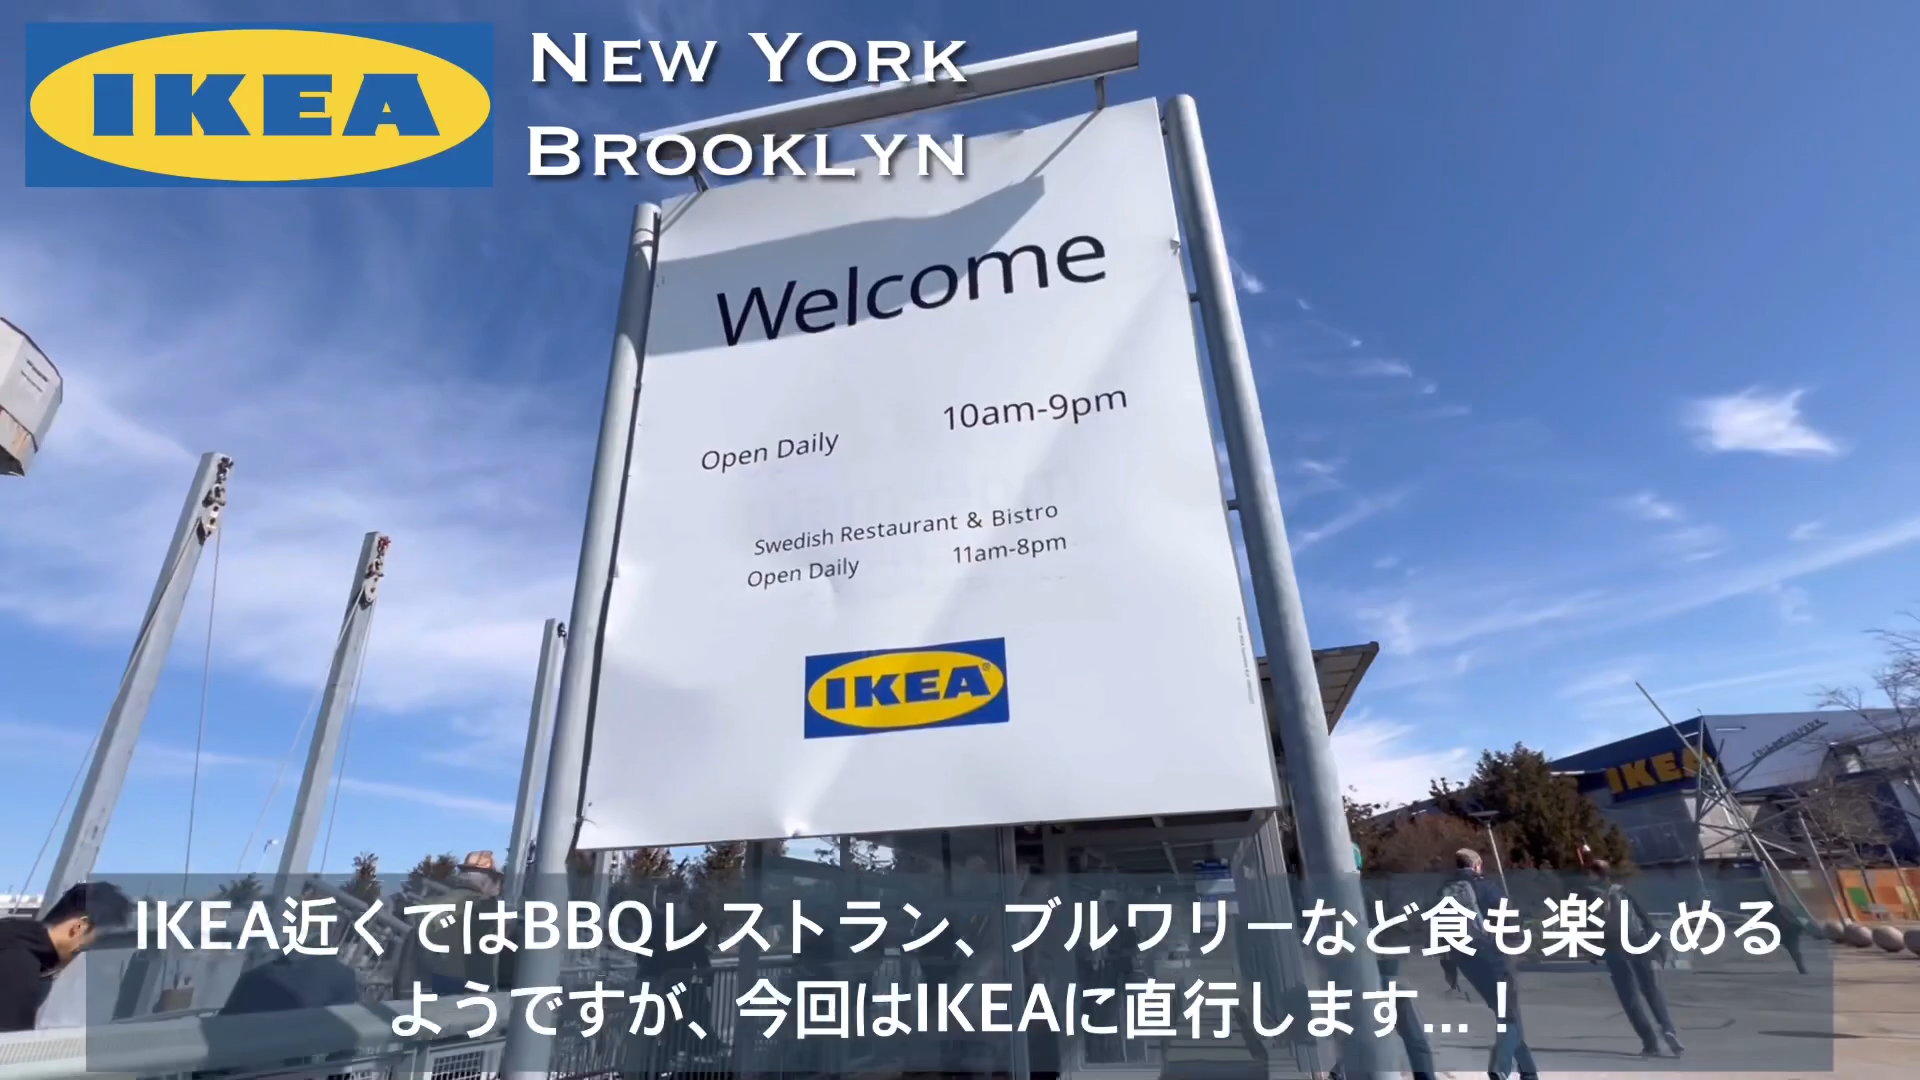 IKEA
NEW YORK
BROOKLYN
Welcome
Open Daily 10am-9pm
Swedish Restaurant & Bistro
Open Daily 11am-8pm
IKEA®
IKEA
IKEA近くではBBQレストラン、ブルワリーなど食も楽しめる
ようですが、今回はIKEAに直行します...！